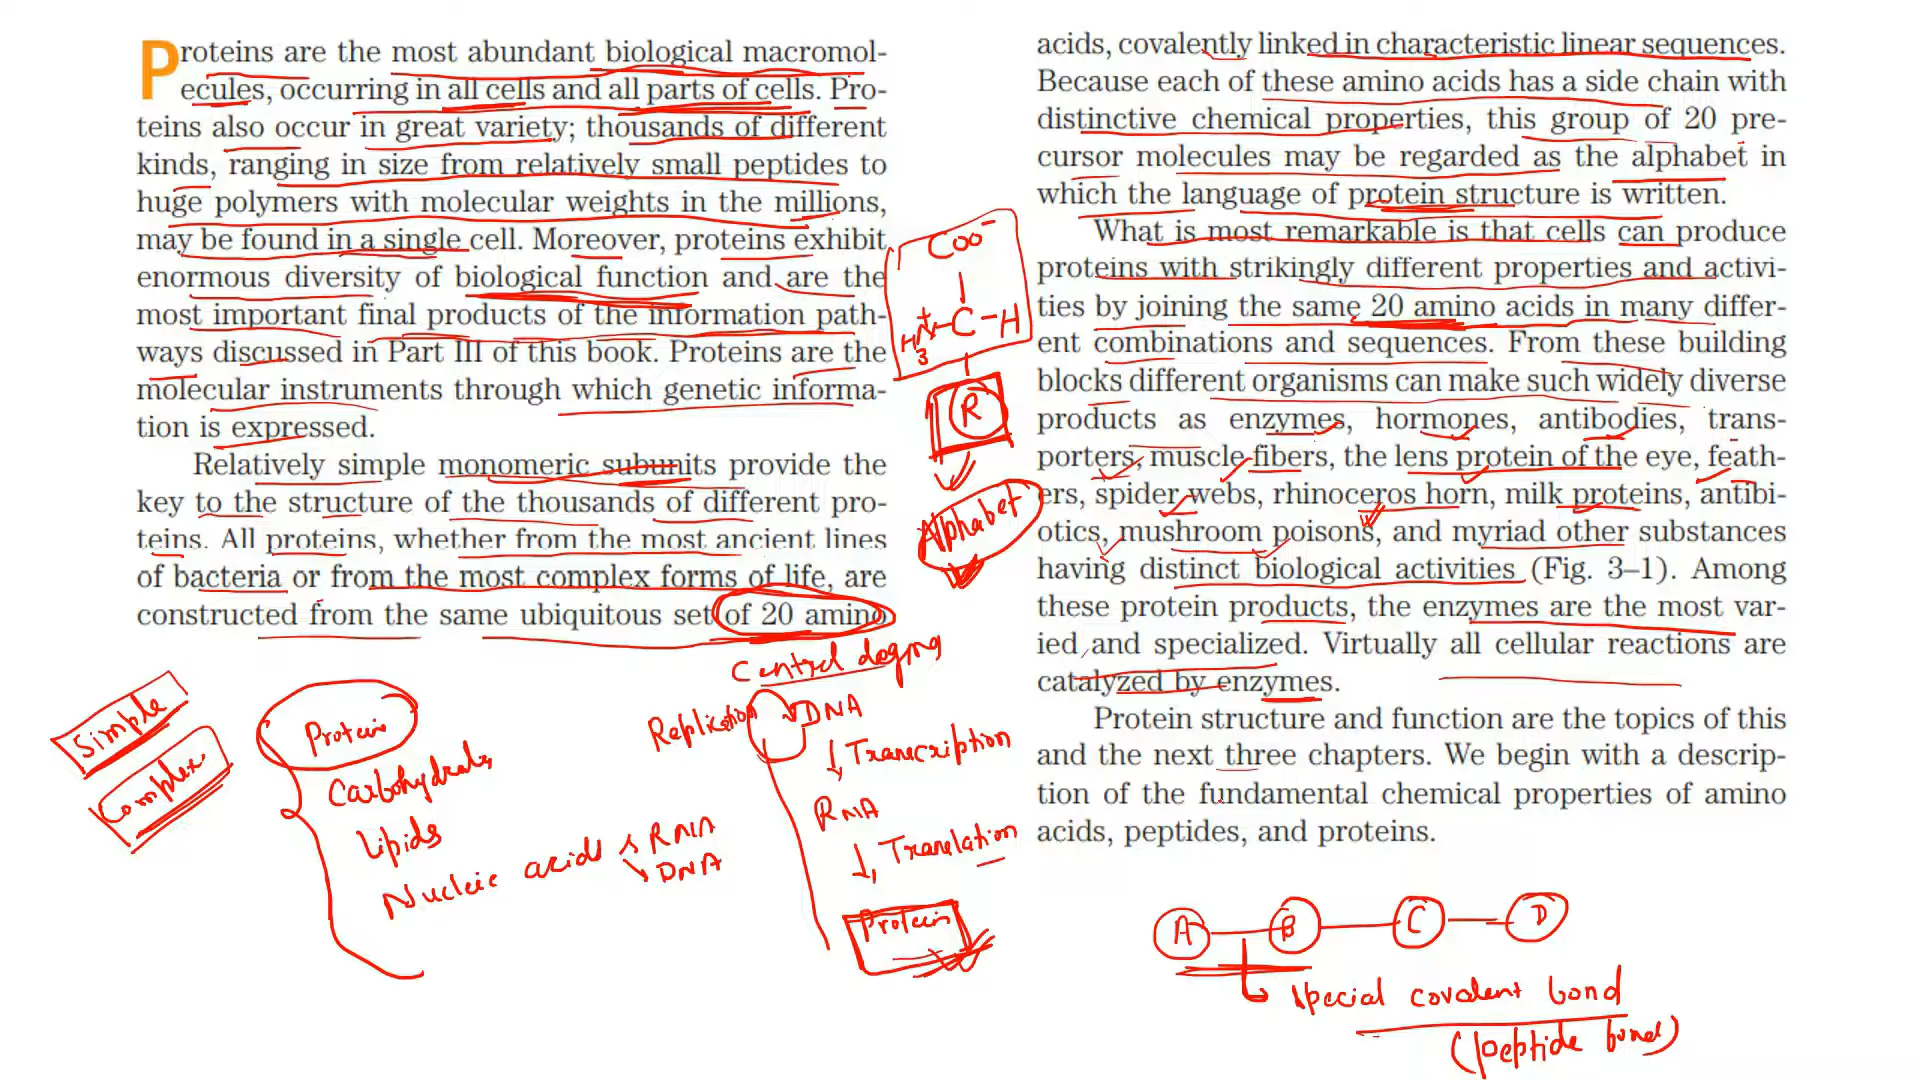 Proteins are the most abundant biological macromol-
ecules, occurring in all cells and all parts of cells. Pro-
teins also occur in great variety; thousands of different
kinds, ranging in size from relatively small peptides to
huge polymers with molecular weights in the millions,
may be found in a single cell. Moreover, proteins exhibit
enormous diversity of biological function and are the
most important final products of the information path-
ways discussed in Part III of this book. Proteins are the
molecular instruments through which genetic informa-
tion is expressed.
Relatively simple monomeric subunits provide the
key to the structure of the thousands of different pro-
teins. All proteins, whether from the most ancient lines
of bacteria or from the most complex forms of life, are
constructed from the same ubiquitous set of 20 amino
acids, covalently linked in characteristic linear sequences.
Because each of these amino acids has a side chain with
distinctive chemical properties, this group of 20 pre-
cursor molecules may be regarded as the alphabet in
which the language of protein structure is written.
What is most remarkable is that cells can produce
proteins with strikingly different properties and activi-
ties by joining the same 20 amino acids in many differ-
ent combinations and sequences. From these building
blocks different organisms can make such widely diverse
products as enzymes, hormones, antibodies, trans-
porters, muscle fibers, the lens protein of the eye, feath-
ers, spider webs, rhinoceros horn, milk proteins, antibi-
otics, mushroom poisons, and myriad other substances
having distinct biological activities (Fig. 3–1). Among
these protein products, the enzymes are the most var-
ied and specialized. Virtually all cellular reactions are
catalyzed by enzymes.
Protein structure and function are the topics of this
and the next three chapters. We begin with a descrip-
tion of the fundamental chemical properties of amino
acids, peptides, and proteins.
COO⁻
H₃N⁺-C-H
R
Alphabet
Simple
Complex
Protein
Carbohydrate
Lipids
Nucleic acids RNA
DNA
Central dogma
Replication DNA
Transcription
RNA
Translation
Protein
A B C D
special covalent bond
(peptide bond)